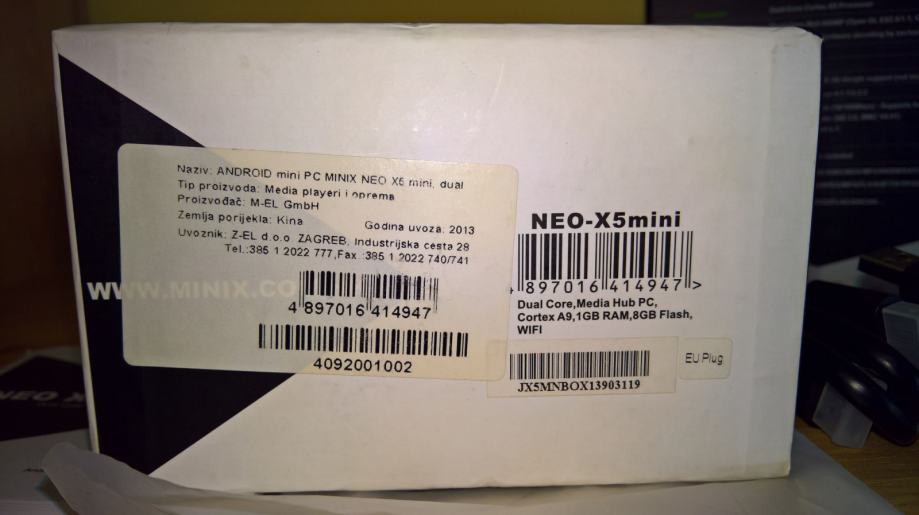 Naziv: ANDROID mini PC MINIX NEO X5 mini, dual
Tip proizvoda: Media playeri i oprema
Proizvođač: M-EL GmbH
Zemlja porijekla: Kina
Godina uvoza: 2013
Uvoznik: Z-EL d.o.o. ZAGREB, Industrijska cesta 28
Tel.:385 1 2022 777,Fax.:385 1 2022 740/741
WWW.MINIX.CO
4 897016 414947
4092001002
NEO-X5mini
4 897016 414947 >
Dual Core,Media Hub PC,
Cortex A9,1GB RAM,8GB Flash,
WIFI
JX5MNBOX13903119
EU Plug
NEO X